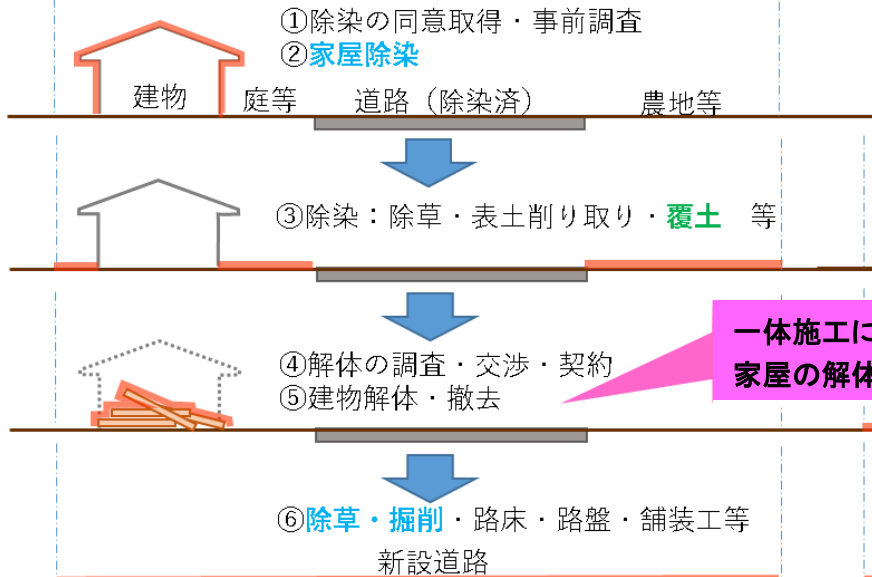 ①除染の同意取得・事前調査
②家屋除染
建物 庭等 道路（除染済） 農地等
③除染：除草・表土削り取り・覆土 等
一体施工に
家屋の解体
④解体の調査・交渉・契約
⑤建物解体・撤去
⑥除草・掘削・路床・路盤・舗装工等
新設道路